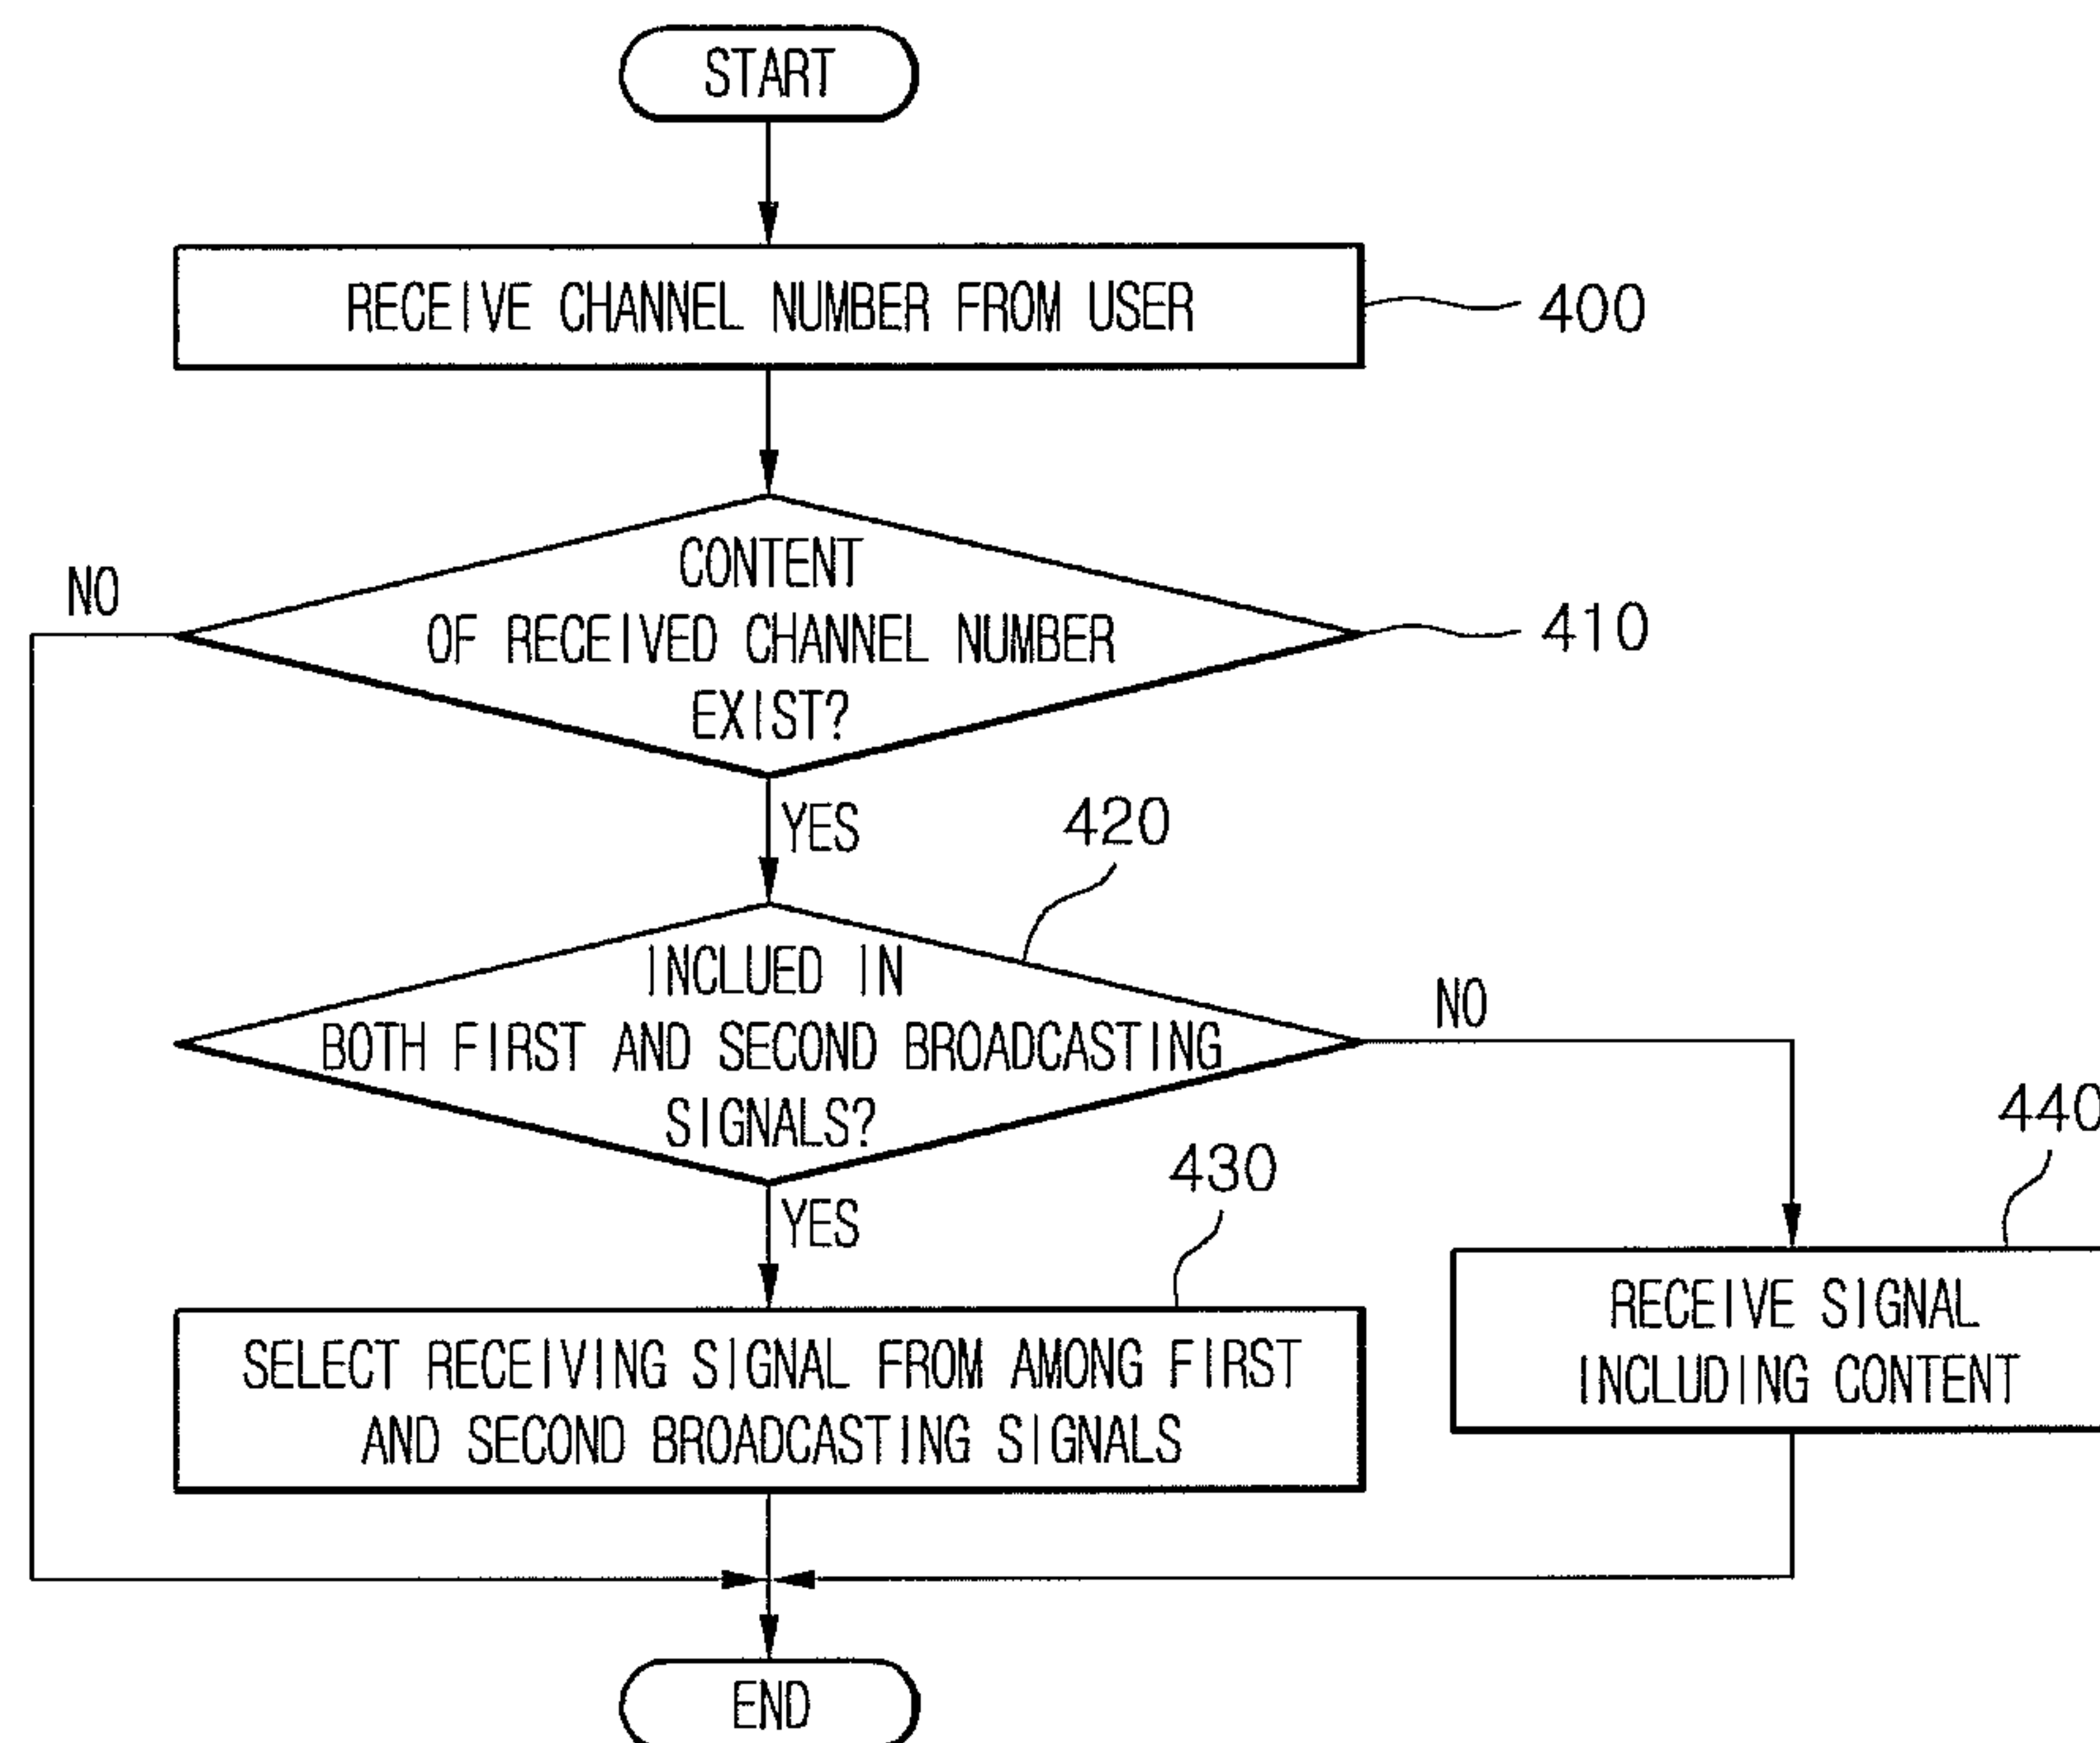 START
RECEIVE CHANNEL NUMBER FROM USER
400
CONTENT
OF RECEIVED CHANNEL NUMBER
EXIST?
410
NO
YES
420
INCLUED IN
BOTH FIRST AND SECOND BROADCASTING
SIGNALS?
NO
YES
430
440
SELECT RECEIVING SIGNAL FROM AMONG FIRST
AND SECOND BROADCASTING SIGNALS
RECEIVE SIGNAL
INCLUDING CONTENT
END